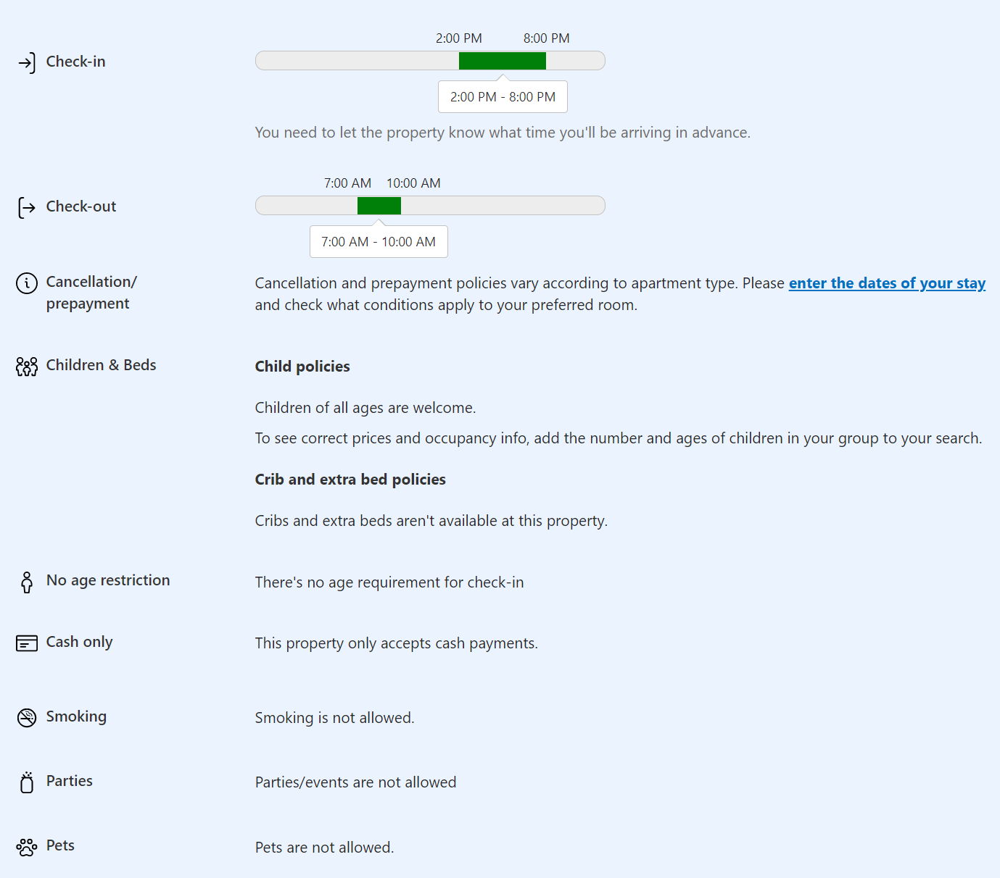 2:00 PM 8:00 PM
Check-in
2:00 PM - 8:00 PM
You need to let the property know what time you'll be arriving in advance.
7:00 AM 10:00 AM
Check-out
7:00 AM - 10:00 AM
Cancellation/
prepayment
Cancellation and prepayment policies vary according to apartment type. Please enter the dates of your stay
and check what conditions apply to your preferred room.
Children & Beds
Child policies
Children of all ages are welcome.
To see correct prices and occupancy info, add the number and ages of children in your group to your search.
Crib and extra bed policies
Cribs and extra beds aren't available at this property.
No age restriction
There's no age requirement for check-in
Cash only
This property only accepts cash payments.
Smoking
Smoking is not allowed.
Parties
Parties/events are not allowed
Pets
Pets are not allowed.